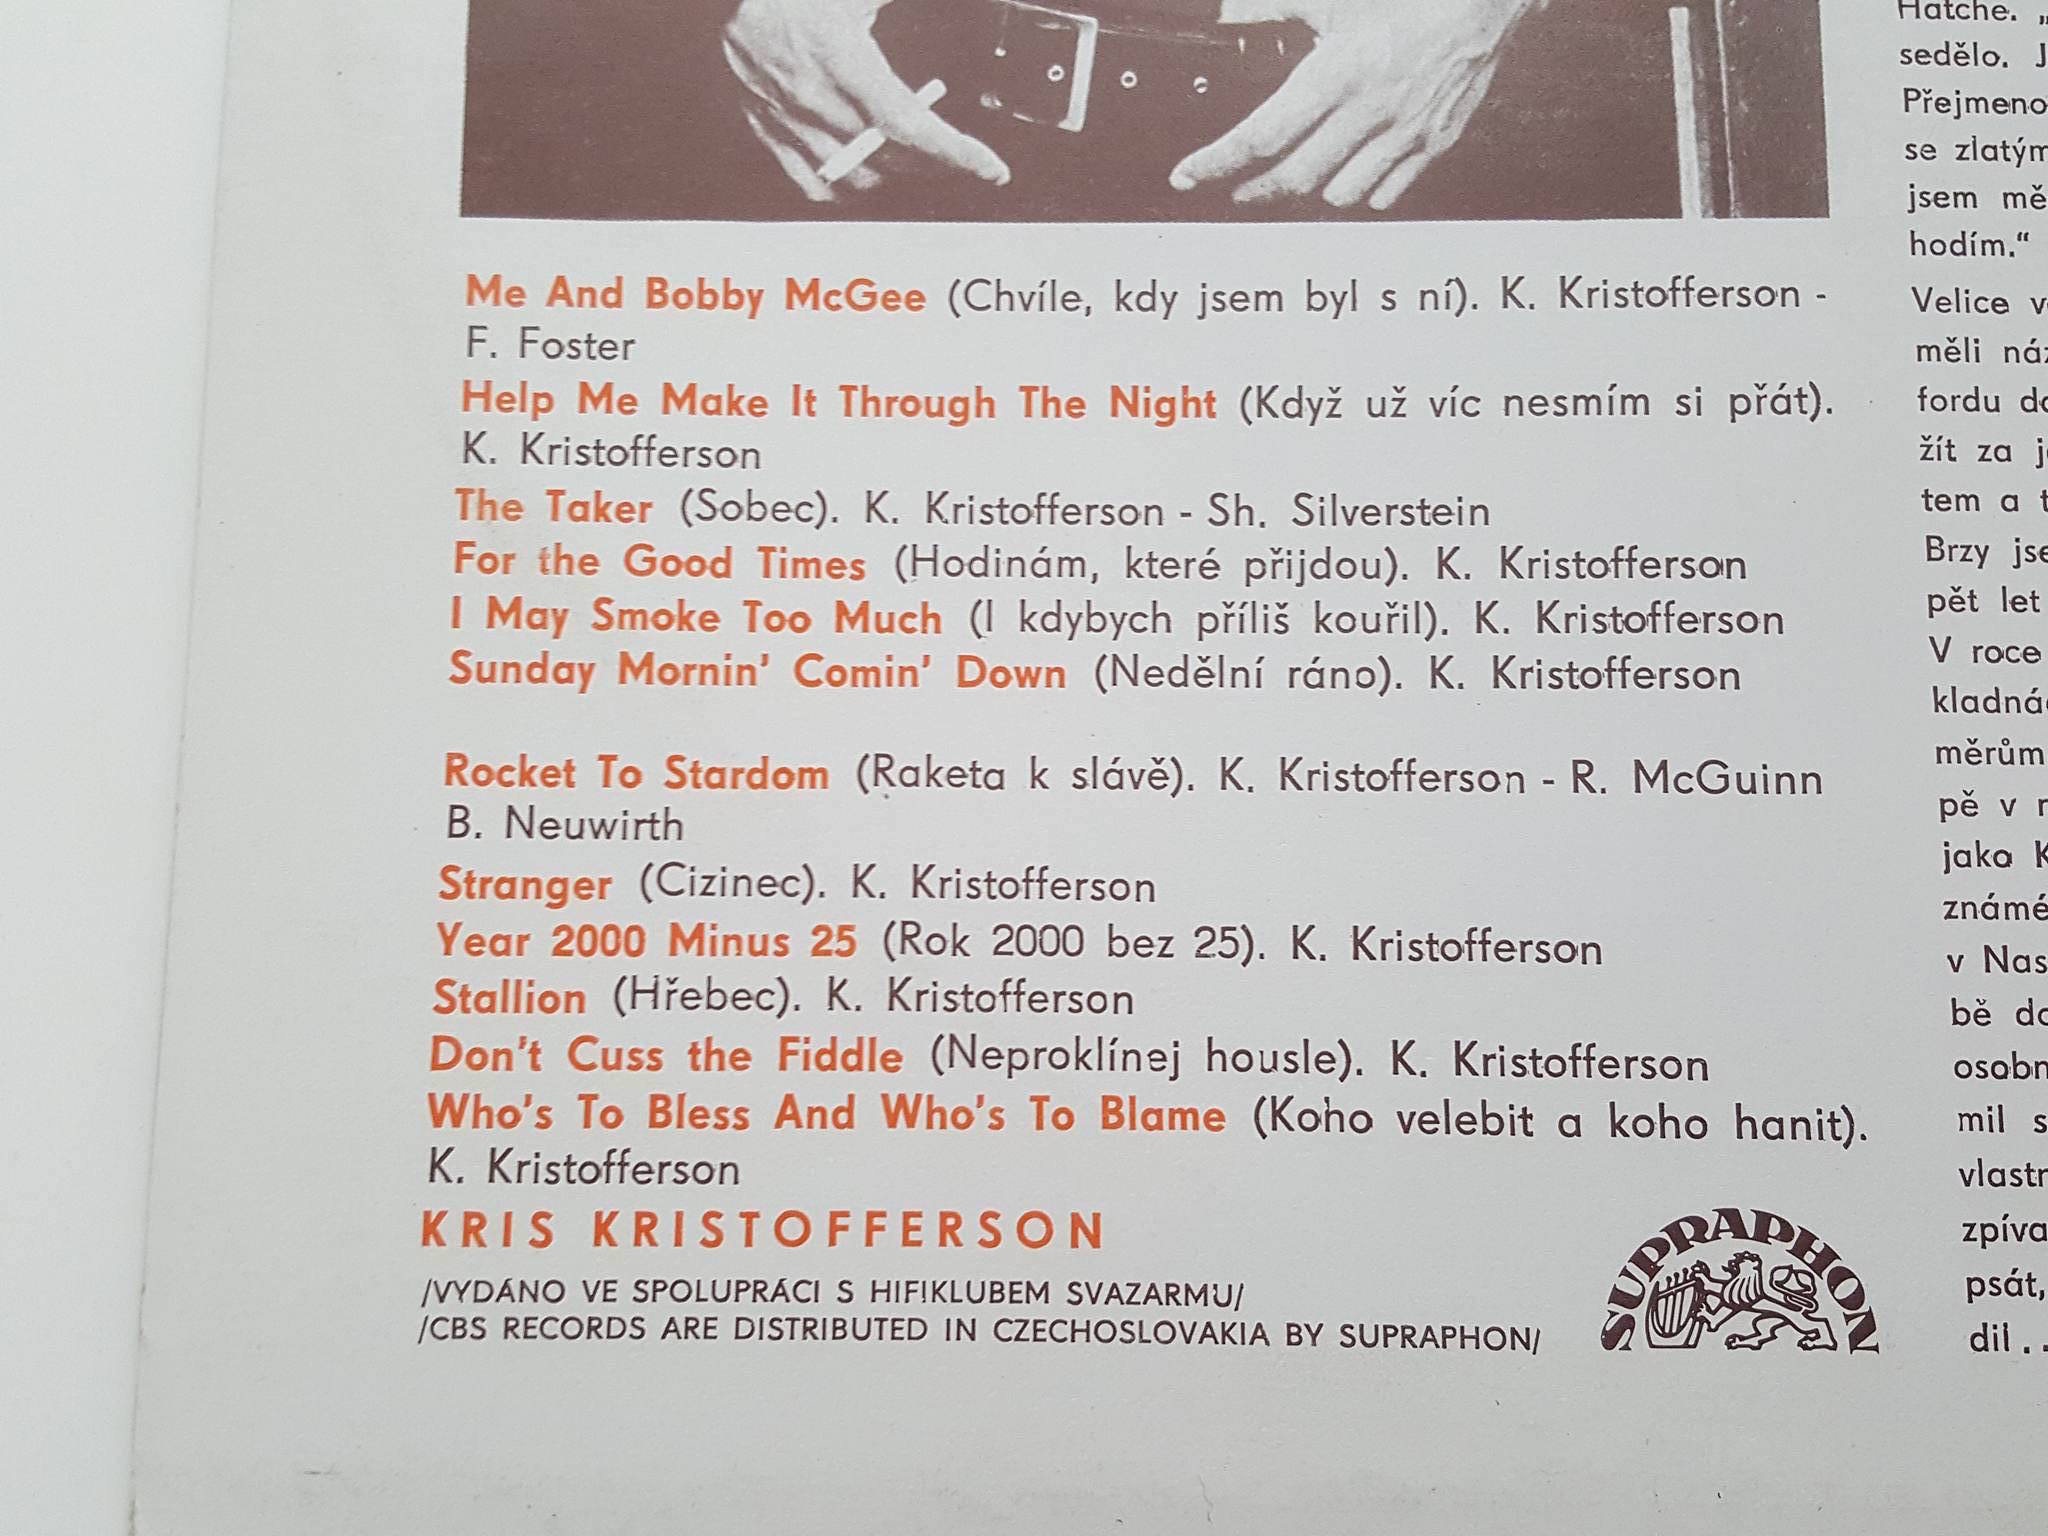 Me And Bobby McGee (Chvíle, kdy jsem byl s ní). K. Kristofferson -
F. Foster
Help Me Make It Through The Night (Když už víc nesmím si přát).
K. Kristofferson
The Taker (Sobec). K. Kristofferson - Sh. Silverstein
For the Good Times (Hodinám, které přijdou). K. Kristofferson
I May Smoke Too Much (I kdybych příliš kouřil). K. Kristofferson
Sunday Mornin' Comin' Down (Nedělní ráno). K. Kristofferson
Rocket To Stardom (Raketa k slávě). K. Kristofferson - R. McGuinn
B. Neuwirth
Stranger (Cizinec). K. Kristofferson
Year 2000 Minus 25 (Rok 2000 bez 25). K. Kristofferson
Stallion (Hřebec). K. Kristofferson
Don't Cuss the Fiddle (Neproklínej housle). K. Kristofferson
Who's To Bless And Who's To Blame (Koho velebit a koho hanit).
K. Kristofferson
KRIS KRISTOFFERSON
/VYDÁNO VE SPOLUPRÁCI S HIFIKLUBEM SVAZARMU/
/CBS RECORDS ARE DISTRIBUTED IN CZECHOSLOVAKIA BY SUPRAPHON/
SUPRAPHON
Hatche. „
sedělo. J
Přejmeno
se zlatým
jsem mě
hodím.“
Velice v
měli náz
fordu do
žít za j
tem a t
Brzy jse
pět let
V roce
kladná
měrům
pě v r
jako K
známé
v Nas
bě do
osobn
mil s
vlastn
zpíva
psát,
dil . .